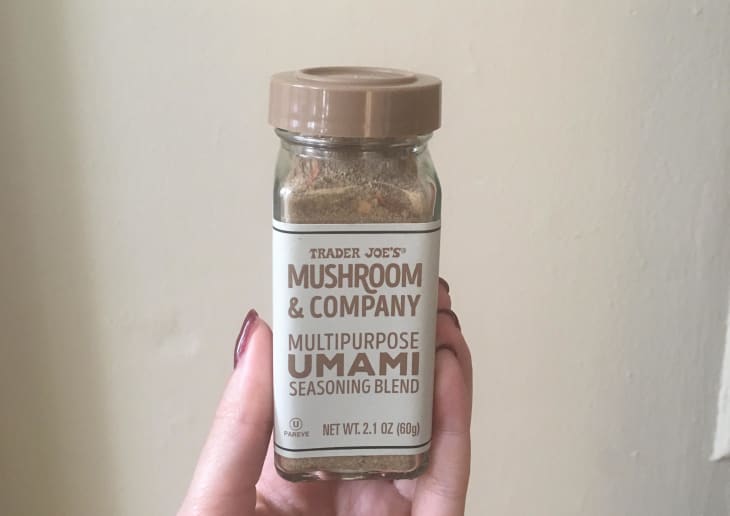 TRADER JOE'S®
MUSHROOM
& COMPANY
MULTIPURPOSE
UMAMI
SEASONING BLEND
U
PAREVE
NET WT. 2.1 OZ (60g)